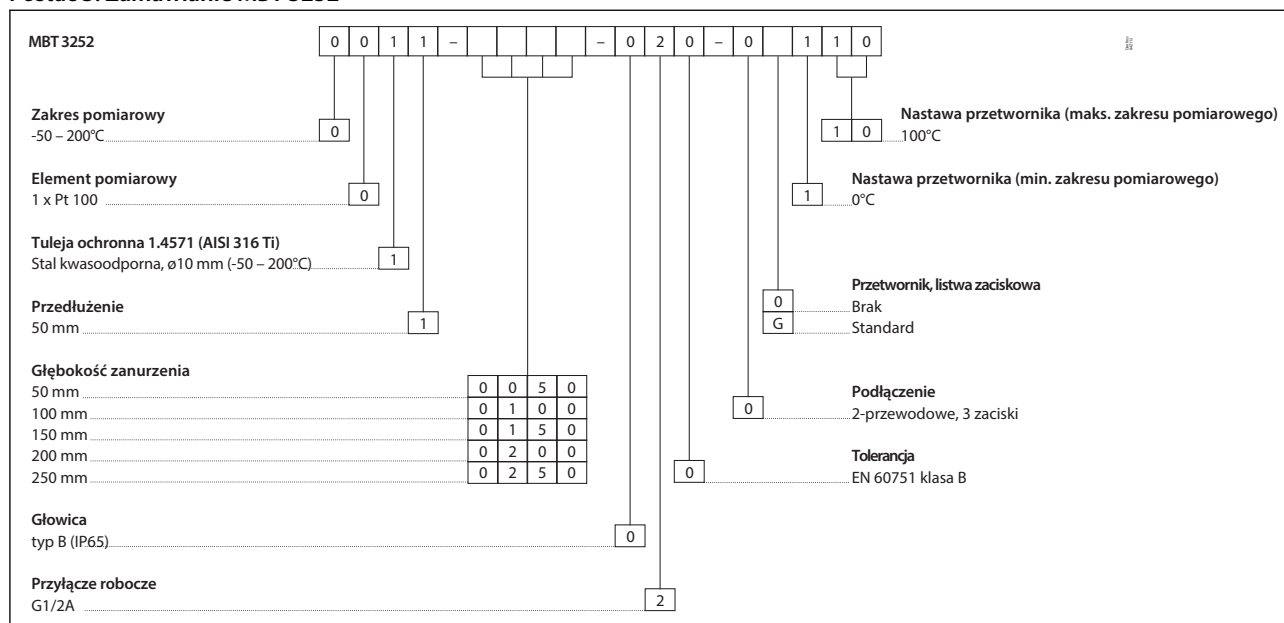 MBT 3252 0 0 1 1 – – 0 2 0 – 0 1 1 0
Zakres pomiarowy
-50 – 200°C 0
Element pomiarowy
1 x Pt 100 0
Tuleja ochronna 1.4571 (AISI 316 Ti)
Stal kwasoodporna, ø10 mm (-50 – 200°C) 1
Przedłużenie
50 mm 1
Głębokość zanurzenia
50 mm 0 0 5 0
100 mm 0 1 0 0
150 mm 0 1 5 0
200 mm 0 2 0 0
250 mm 0 2 5 0
Głowica
typ B (IP65) 0
Przyłącze robocze
G1/2A 2
Nastawa przetwornika (maks. zakresu pomiarowego)
1 0 100°C
Nastawa przetwornika (min. zakresu pomiarowego)
1 0°C
Przetwornik, listwa zaciskowa
0 Brak
G Standard
Podłączenie
0 2-przewodowe, 3 zaciski
Tolerancja
0 EN 60751 klasa B